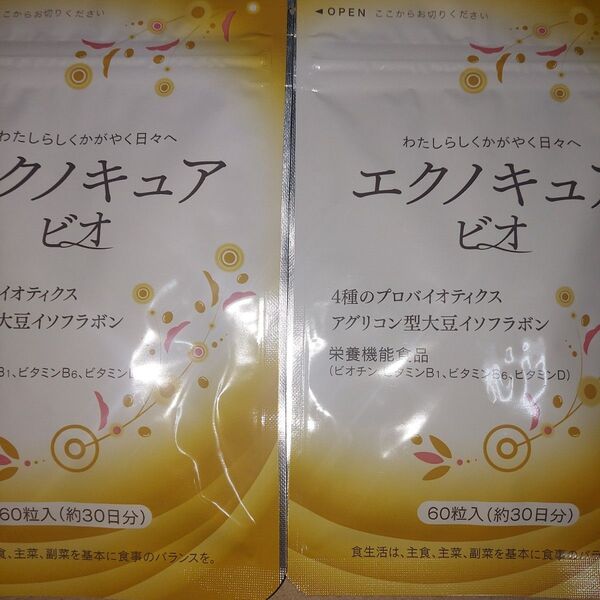 ここからお切りください
わたしらしくかがやく日々へ
クノキュア
ビオ
イオティクス
大豆イソフラボン
B1、ビタミンB6、ビタミン
60粒入(約30日分)
食、主菜、副菜を基本に食事のバランスを。
◀OPEN ここからお切りください
わたしらしくかがやく日々へ
エクノキュア
ビオ
4種のプロバイオティクス
アグリコン型大豆イソフラボン
栄養機能食品
(ビオチン、ビタミンB1、ビタミンB6、ビタミンD)
60粒入(約30日分)
食生活は、主食、主菜、副菜を基本に食事のバラ